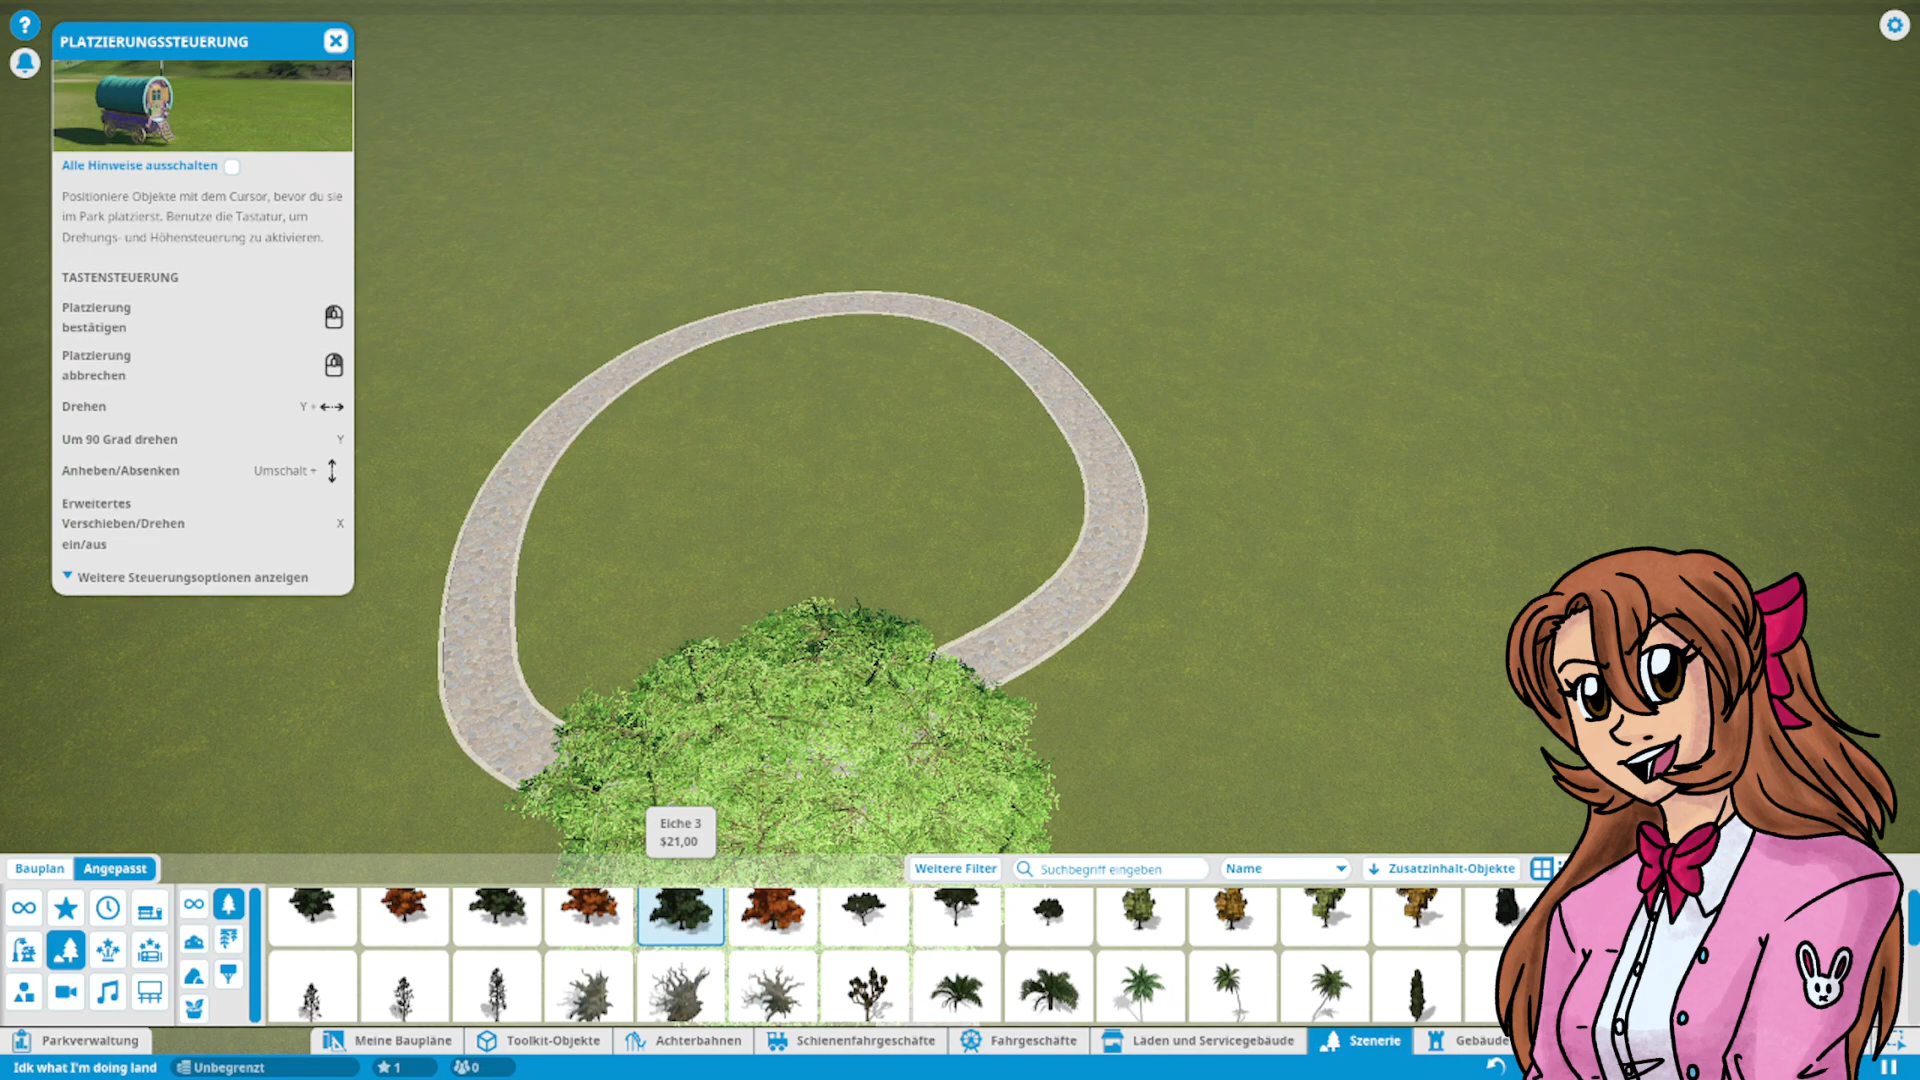 ?
PLATZIERUNGSSTEUERUNG
Alle Hinweise ausschalten
Positioniere Objekte mit dem Cursor, bevor du sie
im Park platzierst. Benutze die Tastatur, um
Drehungs- und Höhensteuerung zu aktivieren.
TASTENSTEUERUNG
Platzierung
bestätigen
Platzierung
abbrechen
Drehen Y +
Um 90 Grad drehen Y
Anheben/Absenken Umschalt +
Erweitertes
Verschieben/Drehen X
ein/aus
Weitere Steuerungsoptionen anzeigen
Eiche 3
$21,00
Bauplan Angepasst
Weitere Filter Suchbegriff eingeben Name Zusatzinhalt-Objekte
Parkverwaltung Meine Baupläne Toolkit-Objekte Achterbahnen Schienenfahrgeschäfte Fahrgeschäfte Läden und Servicegebäude Szenerie Gebäude
Idk what I'm doing land Unbegrenzt 1 0